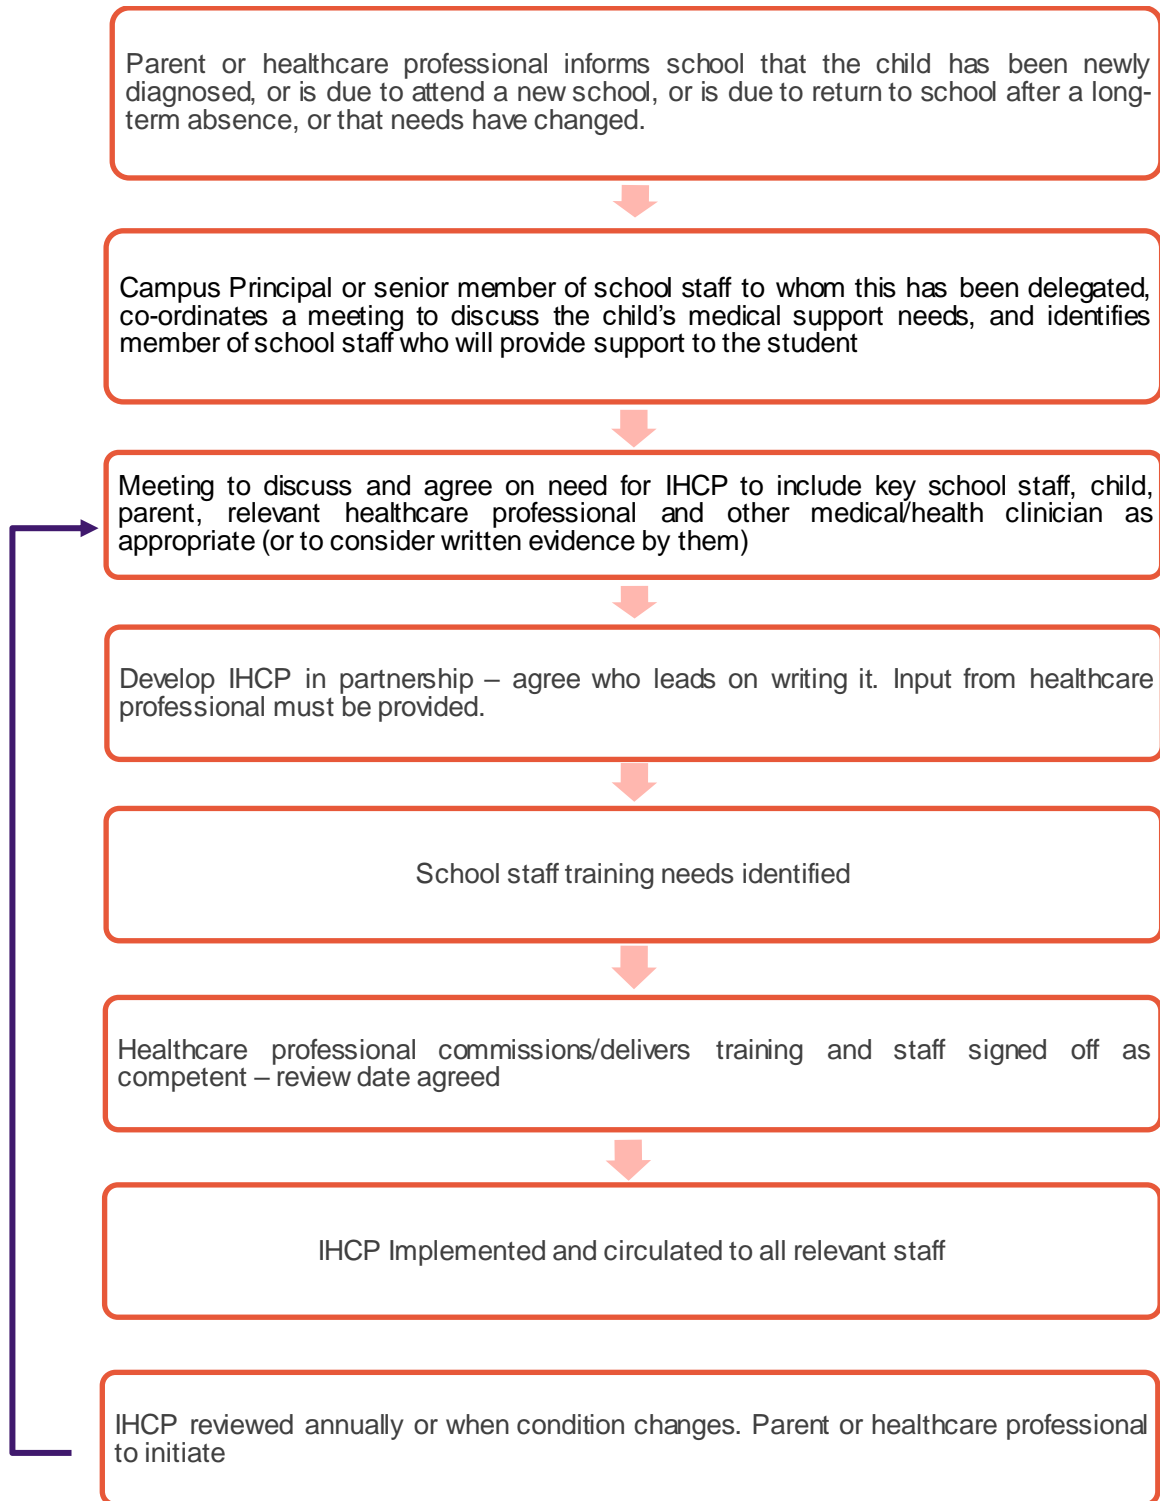 Parent or healthcare professional informs school that the child has been newly
diagnosed, or is due to attend a new school, or is due to return to school after a long-
term absence, or that needs have changed.
Campus Principal or senior member of school staff to whom this has been delegated,
co-ordinates a meeting to discuss the child’s medical support needs, and identifies
member of school staff who will provide support to the student
Meeting to discuss and agree on need for IHCP to include key school staff, child,
parent, relevant healthcare professional and other medical/health clinician as
appropriate (or to consider written evidence by them)
Develop IHCP in partnership – agree who leads on writing it. Input from healthcare
professional must be provided.
School staff training needs identified
Healthcare professional commissions/delivers training and staff signed off as
competent – review date agreed
IHCP Implemented and circulated to all relevant staff
IHCP reviewed annually or when condition changes. Parent or healthcare professional
to initiate